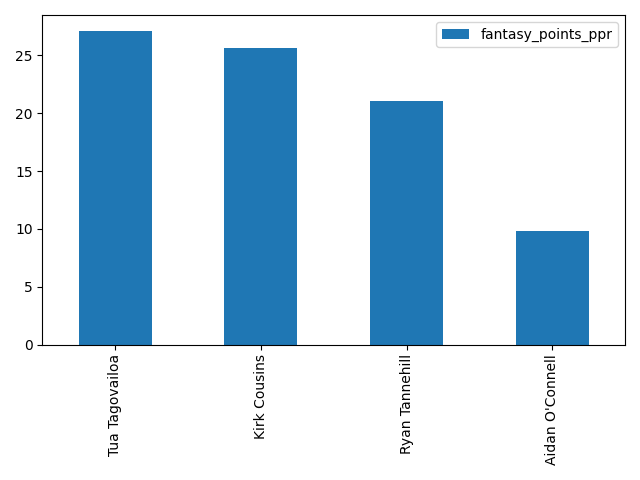 fantasy_points_ppr
25
20
15
10
5
0
Tua Tagovailoa
Kirk Cousins
Ryan Tannehill
Aidan O'Connell